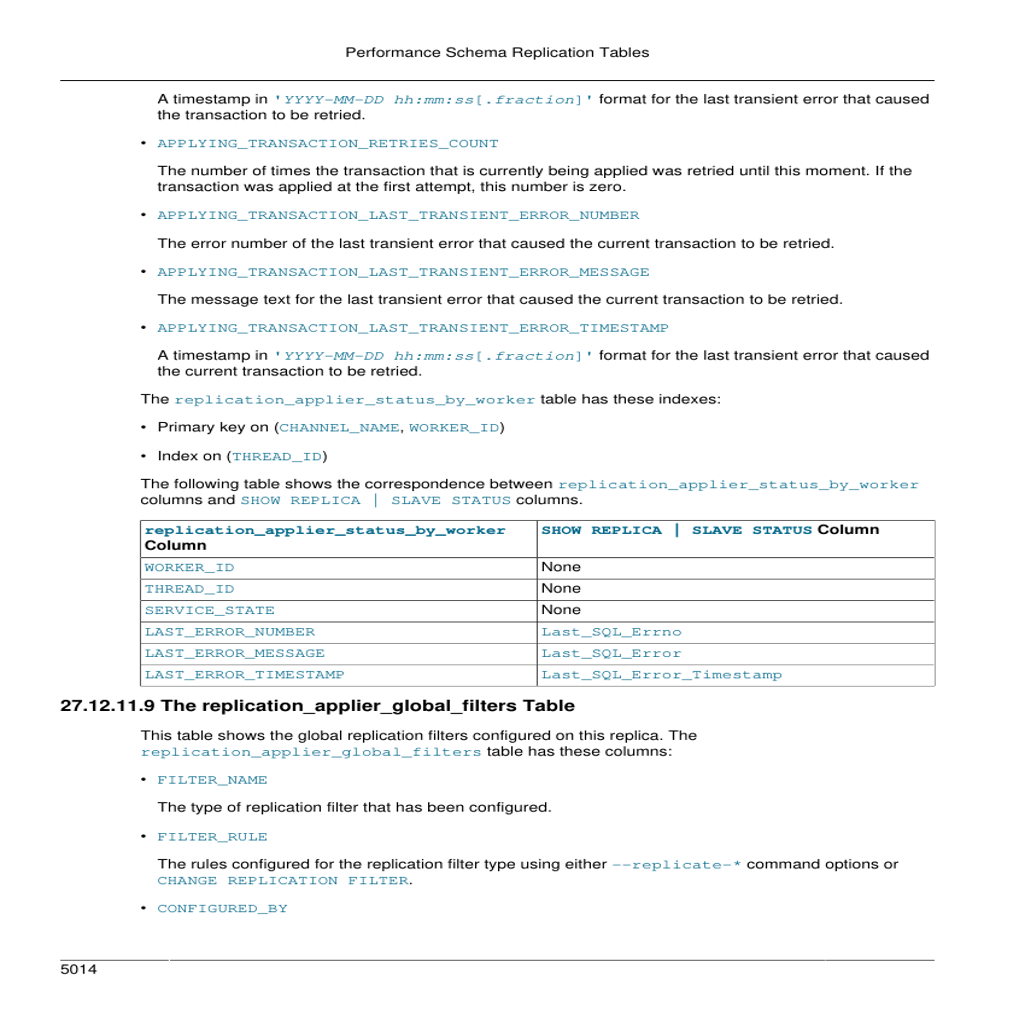 Performance Schema Replication Tables
A timestamp in 'YYYY-MM-DD hh:mm:ss[.fraction]' format for the last transient error that caused
the transaction to be retried.
• APPLYING_TRANSACTION_RETRIES_COUNT
The number of times the transaction that is currently being applied was retried until this moment. If the
transaction was applied at the first attempt, this number is zero.
• APPLYING_TRANSACTION_LAST_TRANSIENT_ERROR_NUMBER
The error number of the last transient error that caused the current transaction to be retried.
• APPLYING_TRANSACTION_LAST_TRANSIENT_ERROR_MESSAGE
The message text for the last transient error that caused the current transaction to be retried.
• APPLYING_TRANSACTION_LAST_TRANSIENT_ERROR_TIMESTAMP
A timestamp in 'YYYY-MM-DD hh:mm:ss[.fraction]' format for the last transient error that caused
the current transaction to be retried.
The replication_applier_status_by_worker table has these indexes:
• Primary key on (CHANNEL_NAME, WORKER_ID)
• Index on (THREAD_ID)
The following table shows the correspondence between replication_applier_status_by_worker
columns and SHOW REPLICA | SLAVE STATUS columns.
replication_applier_status_by_worker SHOW REPLICA | SLAVE STATUS Column
Column
WORKER_ID None
THREAD_ID None
SERVICE_STATE None
LAST_ERROR_NUMBER Last_SQL_Errno
LAST_ERROR_MESSAGE Last_SQL_Error
LAST_ERROR_TIMESTAMP Last_SQL_Error_Timestamp
27.12.11.9 The replication_applier_global_filters Table
This table shows the global replication filters configured on this replica. The
replication_applier_global_filters table has these columns:
• FILTER_NAME
The type of replication filter that has been configured.
• FILTER_RULE
The rules configured for the replication filter type using either --replicate-* command options or
CHANGE REPLICATION FILTER.
• CONFIGURED_BY
5014